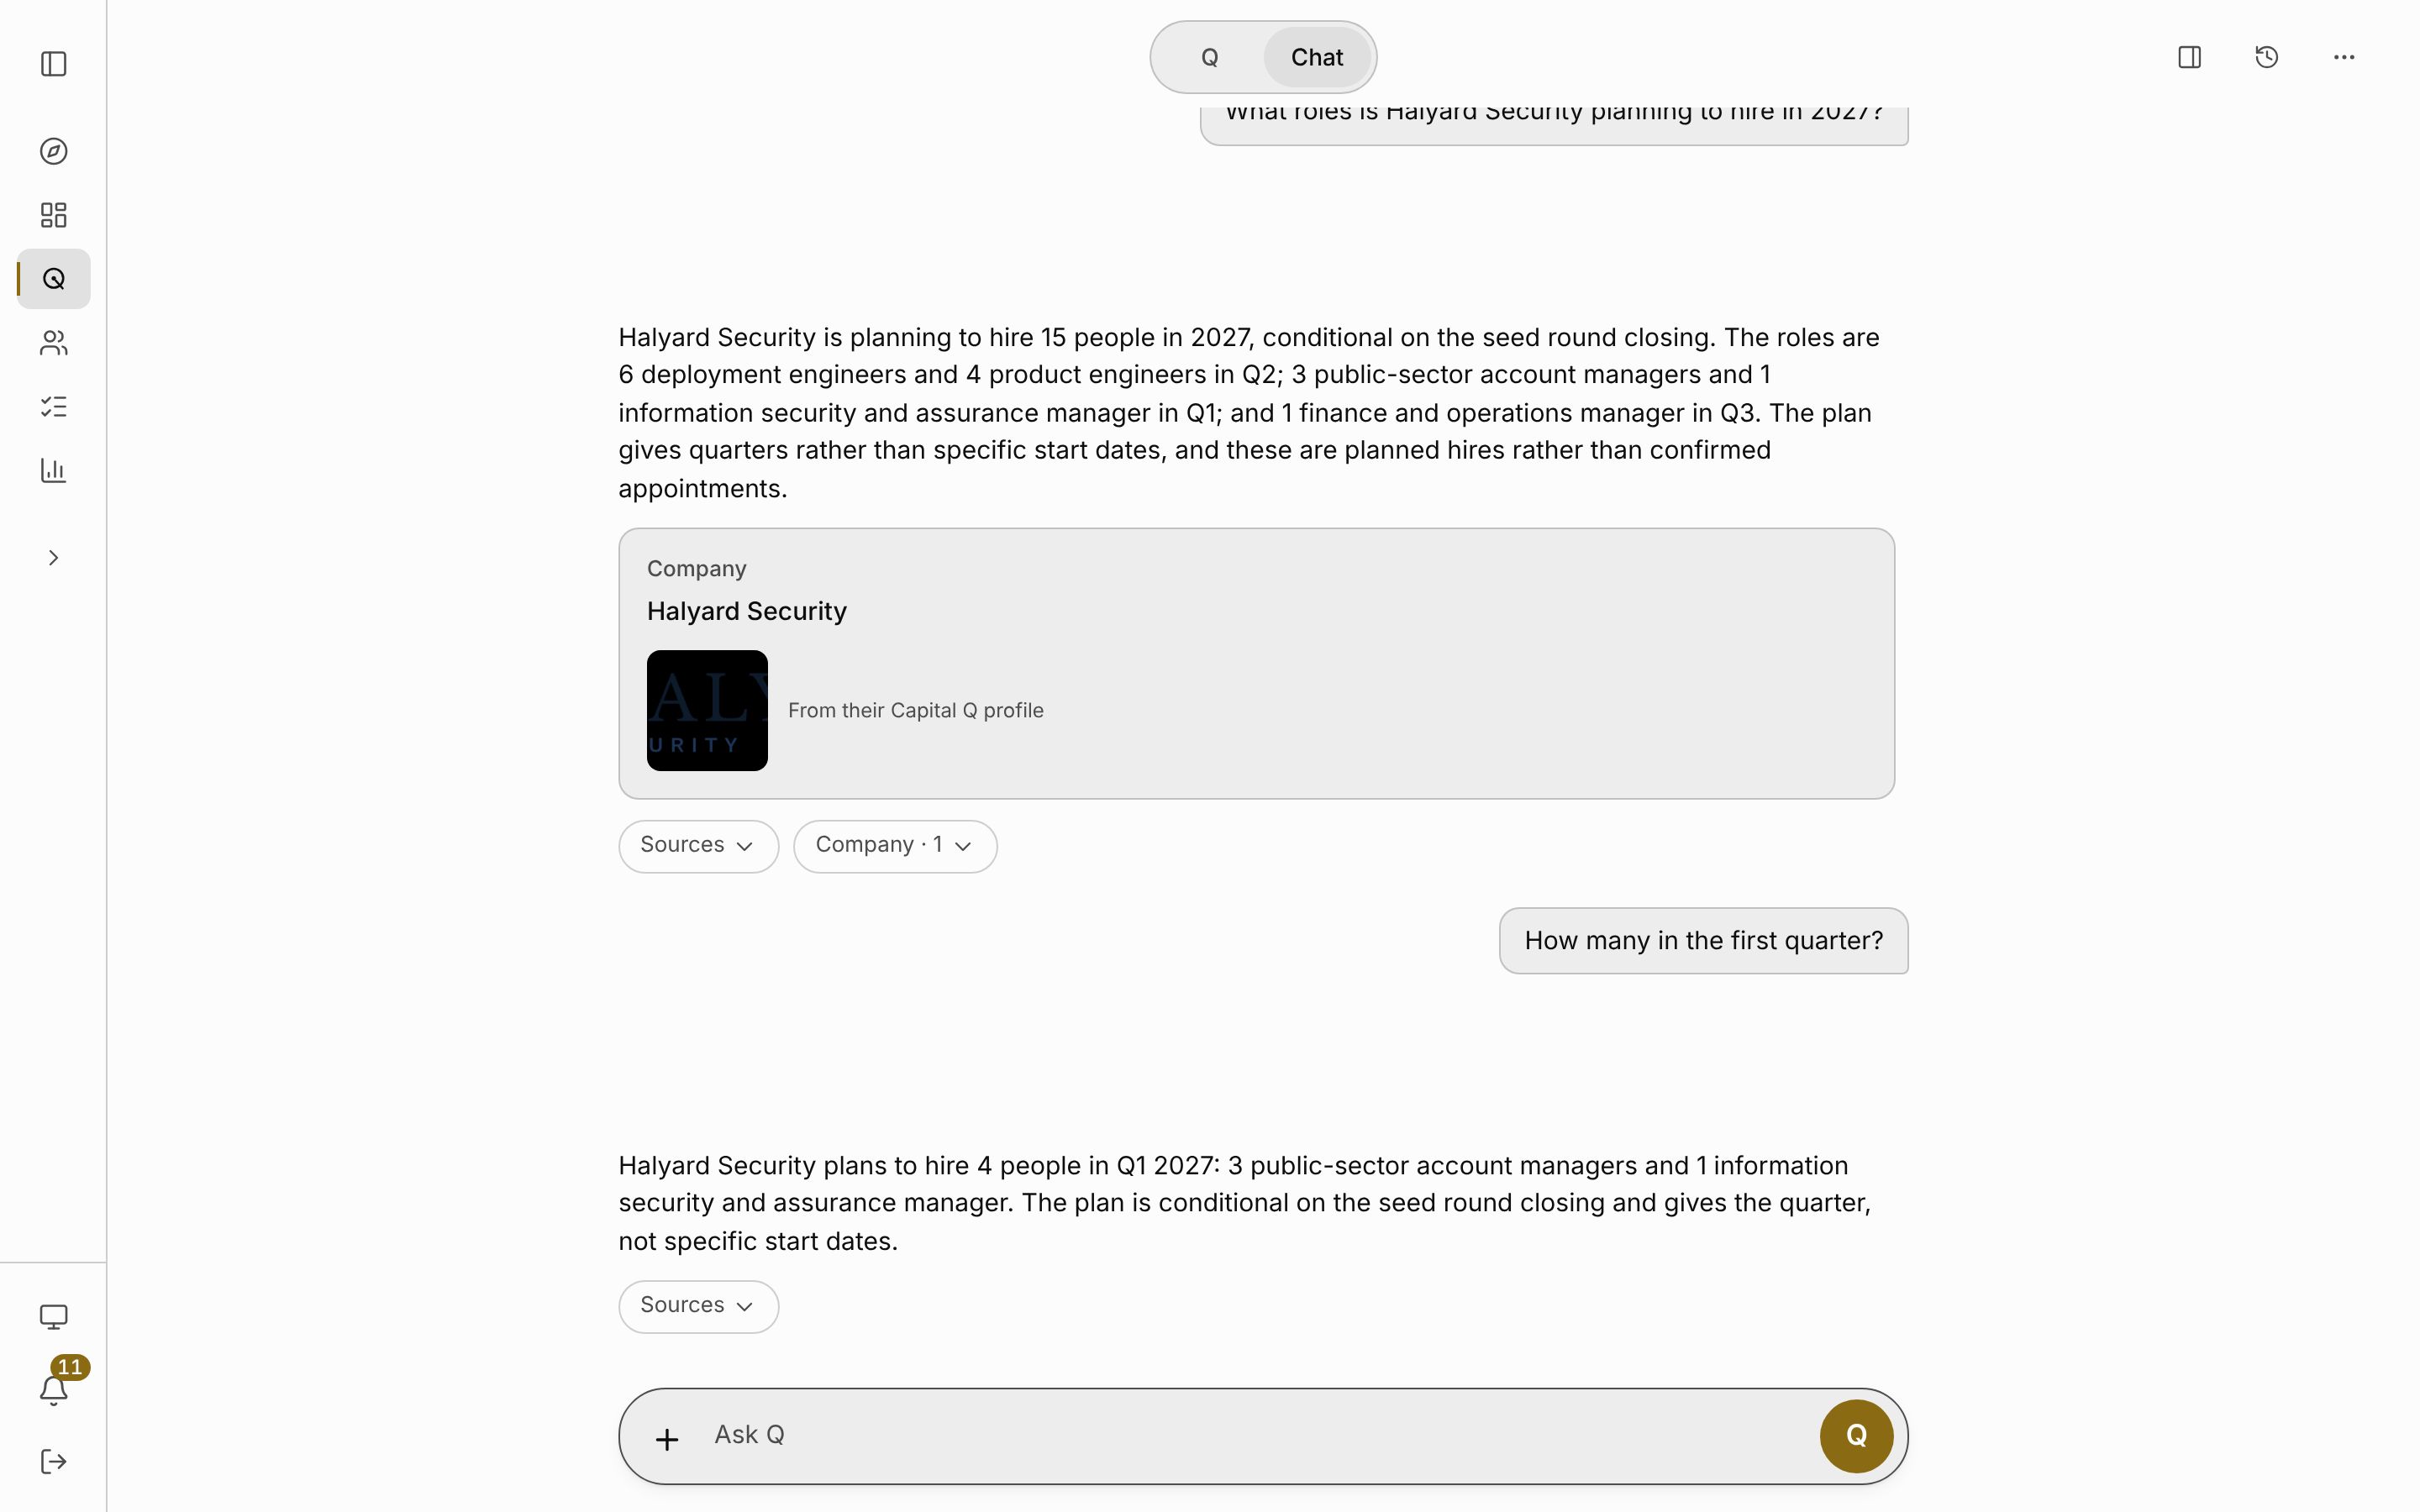 Q
Chat
What roles is Halyard Security planning to hire in 2027?
Halyard Security is planning to hire 15 people in 2027, conditional on the seed round closing. The roles are
6 deployment engineers and 4 product engineers in Q2; 3 public-sector account managers and 1
information security and assurance manager in Q1; and 1 finance and operations manager in Q3. The plan
gives quarters rather than specific start dates, and these are planned hires rather than confirmed
appointments.
Company
Halyard Security
ALY
URITY
From their Capital Q profile
Sources
Company · 1
How many in the first quarter?
Halyard Security plans to hire 4 people in Q1 2027: 3 public-sector account managers and 1 information
security and assurance manager. The plan is conditional on the seed round closing and gives the quarter,
not specific start dates.
Sources
11
Ask Q
Q